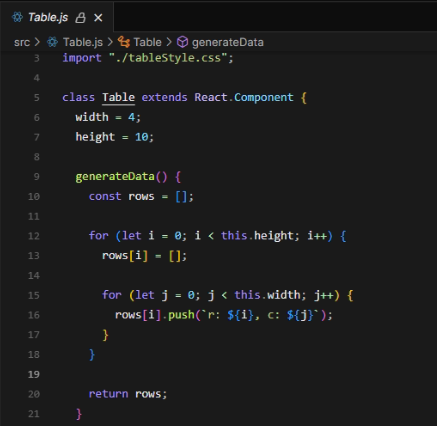 Table.js
src > Table.js > Table > generateData
3 import "./tableStyle.css";
4
5 class Table extends React.Component {
6 width = 4;
7 height = 10;
8
9 generateData() {
10 const rows = [];
11
12 for (let i = 0; i < this.height; i++) {
13 rows[i] = [];
14
15 for (let j = 0; j < this.width; j++) {
16 rows[i].push(`r: ${i}, c: ${j}`);
17 }
18 }
19
20 return rows;
21 }